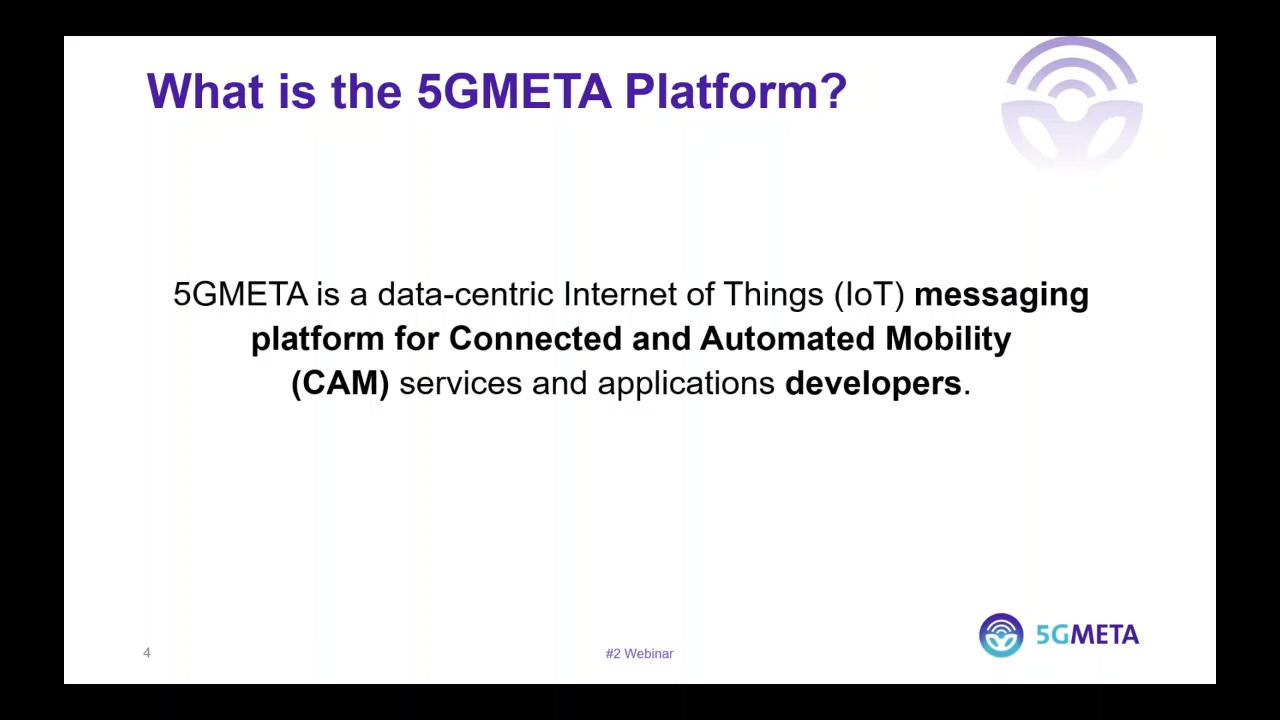 What is the 5GMETA Platform?
5GMETA is a data-centric Internet of Things (IoT) messaging
platform for Connected and Automated Mobility
(CAM) services and applications developers.
4
#2 Webinar
5GMETA